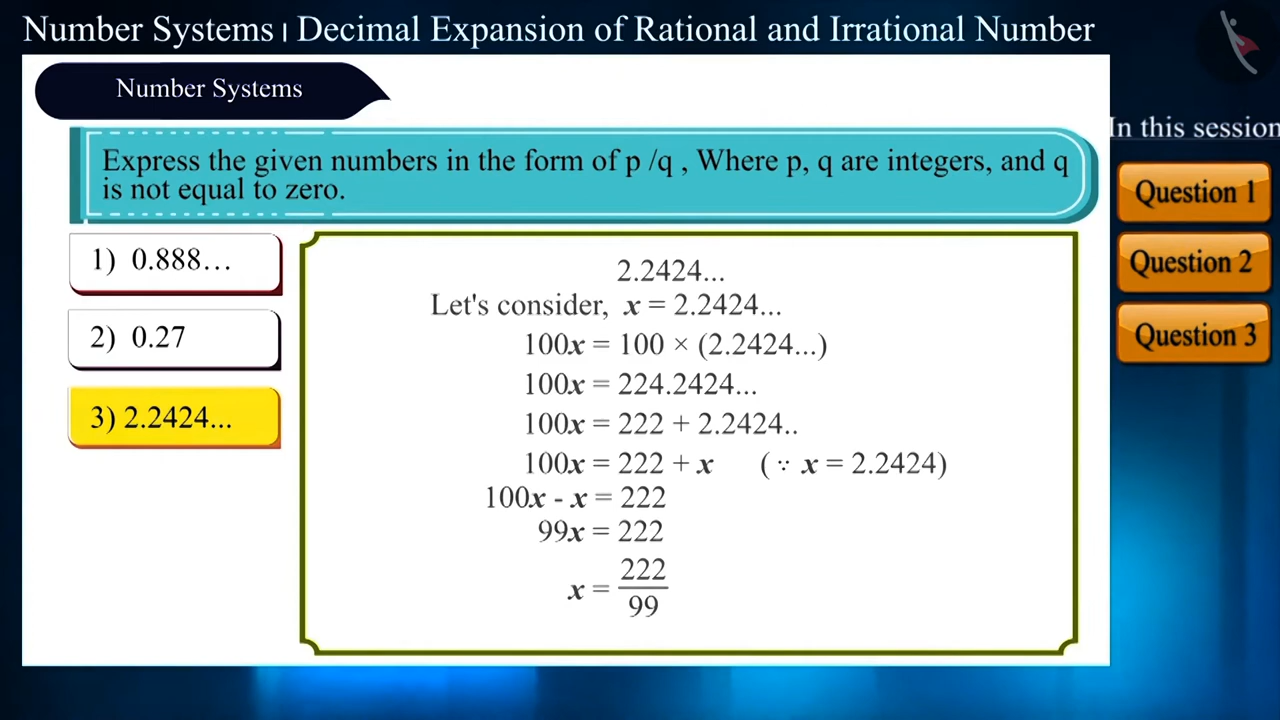 Number Systems | Decimal Expansion of Rational and Irrational Number
Number Systems
In this session
Express the given numbers in the form of p /q , Where p, q are integers, and q
is not equal to zero.
Question 1
Question 2
Question 3
1) 0.888...
2) 0.27
3) 2.2424...
2.2424...
Let's consider, x = 2.2424...
100x = 100 × (2.2424...)
100x = 224.2424...
100x = 222 + 2.2424..
100x = 222 + x ( ∵ x = 2.2424)
100x - x = 222
99x = 222
x = 222/99